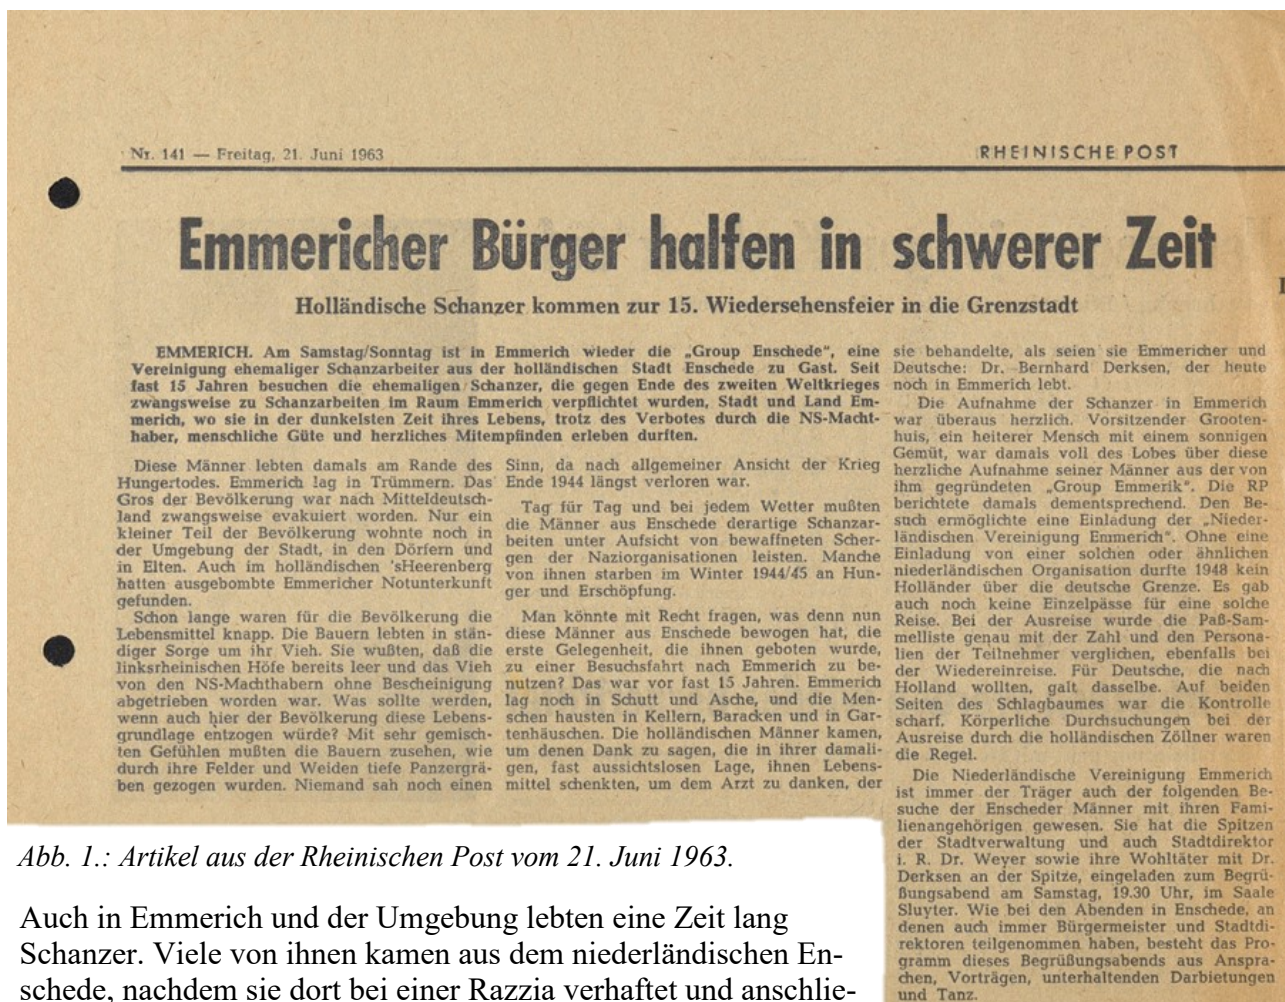 Nr. 141 — Freitag, 21. Juni 1963
RHEINISCHE POST
Emmericher Bürger halfen in schwerer Zeit
Holländische Schanzer kommen zur 15. Wiedersehensfeier in die Grenzstadt
EMMERICH. Am Samstag/Sonntag ist in Emmerich wieder die „Group Enschede“, eine
Vereinigung ehemaliger Schanzarbeiter aus der holländischen Stadt Enschede zu Gast. Seit
fast 15 Jahren besuchen die ehemaligen Schanzer, die gegen Ende des zweiten Weltkrieges
zwangsweise zu Schanzarbeiten im Raum Emmerich verpflichtet wurden, Stadt und Land Em-
merich, wo sie in der dunkelsten Zeit ihres Lebens, trotz des Verbotes durch die NS-Macht-
haber, menschliche Güte und herzliches Mitempfinden erleben durften.
Diese Männer lebten damals am Rande des
Hungertodes. Emmerich lag in Trümmern. Das
Gros der Bevölkerung war nach Mitteldeutsch-
land zwangsweise evakuiert worden. Nur ein
kleiner Teil der Bevölkerung wohnte noch in
der Umgebung der Stadt, in den Dörfern und
in Elten. Auch im holländischen 'sHeerenberg
hatten ausgebombte Emmericher Notunterkunft
gefunden.
Schon lange waren für die Bevölkerung die
Lebensmittel knapp. Die Bauern lebten in stän-
diger Sorge um ihr Vieh. Sie wußten, daß die
linksrheinischen Höfe bereits leer und das Vieh
von den NS-Machthabern ohne Bescheinigung
abgetrieben worden war. Was sollte werden,
wenn auch hier der Bevölkerung diese Lebens-
grundlage entzogen würde? Mit sehr gemisch-
ten Gefühlen mußten die Bauern zusehen, wie
durch ihre Felder und Weiden tiefe Panzergrä-
ben gezogen wurden. Niemand sah noch einen
Sinn, da nach allgemeiner Ansicht der Krieg
Ende 1944 längst verloren war.
Tag für Tag und bei jedem Wetter mußten
die Männer aus Enschede derartige Schanzar-
beiten unter Aufsicht von bewaffneten Scher-
gen der Naziorganisationen leisten. Manche
von ihnen starben im Winter 1944/45 an Hun-
ger und Erschöpfung.
Man könnte mit Recht fragen, was denn nun
diese Männer aus Enschede bewogen hat, die
erste Gelegenheit, die ihnen geboten wurde,
zu einer Besuchsfahrt nach Emmerich zu be-
nutzen? Das war vor fast 15 Jahren. Emmerich
lag noch in Schutt und Asche, und die Men-
schen hausten in Kellern, Baracken und in Gar-
tenhäuschen. Die holländischen Männer kamen,
um denen Dank zu sagen, die in ihrer damali-
gen, fast aussichtslosen Lage, ihnen Lebens-
mittel schenkten, um dem Arzt zu danken, der
sie behandelte, als seien sie Emmericher und
Deutsche: Dr. Bernhard Derksen, der heute
noch in Emmerich lebt.
Die Aufnahme der Schanzer in Emmerich
war überaus herzlich. Vorsitzender Grooten-
huis, ein heiterer Mensch mit einem sonnigen
Gemüt, war damals voll des Lobes über diese
herzliche Aufnahme seiner Männer aus der von
ihm gegründeten „Group Emmerik“. Die RP
berichtete damals dementsprechend. Den Be-
such ermöglichte eine Einladung der „Nieder-
ländischen Vereinigung Emmerich“. Ohne eine
Einladung von einer solchen oder ähnlichen
niederländischen Organisation durfte 1948 kein
Holländer über die deutsche Grenze. Es gab
auch noch keine Einzelpässe für eine solche
Reise. Bei der Ausreise wurde die Paß-Sam-
melliste genau mit der Zahl und den Persona-
lien der Teilnehmer verglichen, ebenfalls bei
der Wiedereinreise. Für Deutsche, die nach
Holland wollten, galt dasselbe. Auf beiden
Seiten des Schlagbaumes war die Kontrolle
scharf. Körperliche Durchsuchungen bei der
Ausreise durch die holländischen Zöllner waren
die Regel.
Die Niederländische Vereinigung Emmerich
ist immer der Träger auch der folgenden Be-
suche der Enscheder Männer mit ihren Fami-
lienangehörigen gewesen. Sie hat die Spitzen
der Stadtverwaltung und auch Stadtdirektor
i. R. Dr. Weyer sowie ihre Wohltäter mit Dr.
Derksen an der Spitze, eingeladen zum Begrü-
ßungsabend am Samstag, 19.30 Uhr, im Saale
Sluyter. Wie bei den Abenden in Enschede, an
denen auch immer Bürgermeister und Stadtdi-
rektoren teilgenommen haben, besteht das Pro-
gramm dieses Begrüßungsabends aus Anspra-
chen, Vorträgen, unterhaltenden Darbietungen
und Tanz.
Abb. 1.: Artikel aus der Rheinischen Post vom 21. Juni 1963.
Auch in Emmerich und der Umgebung lebten eine Zeit lang
Schanzer. Viele von ihnen kamen aus dem niederländischen En-
schede, nachdem sie dort bei einer Razzia verhaftet und anschlie-